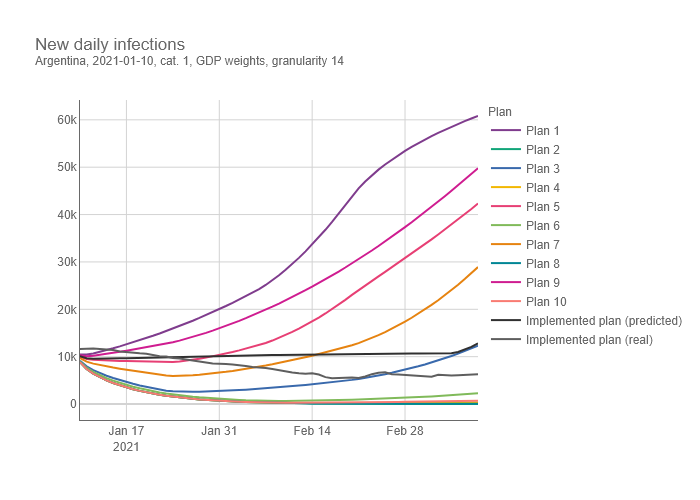 New daily infections
Argentina, 2021-01-10, cat. 1, GDP weights, granularity 14
Plan
60k
50k
40k
30k
20k
10k
0
Jan 17
2021
Jan 31
Feb 14
Feb 28
Plan 1
Plan 2
Plan 3
Plan 4
Plan 5
Plan 6
Plan 7
Plan 8
Plan 9
Plan 10
Implemented plan (predicted)
Implemented plan (real)